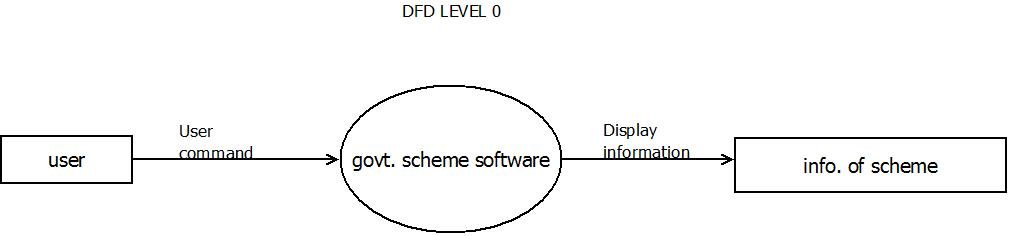 DFD LEVEL 0
user
User
command
govt. scheme software
Display
information
info. of scheme